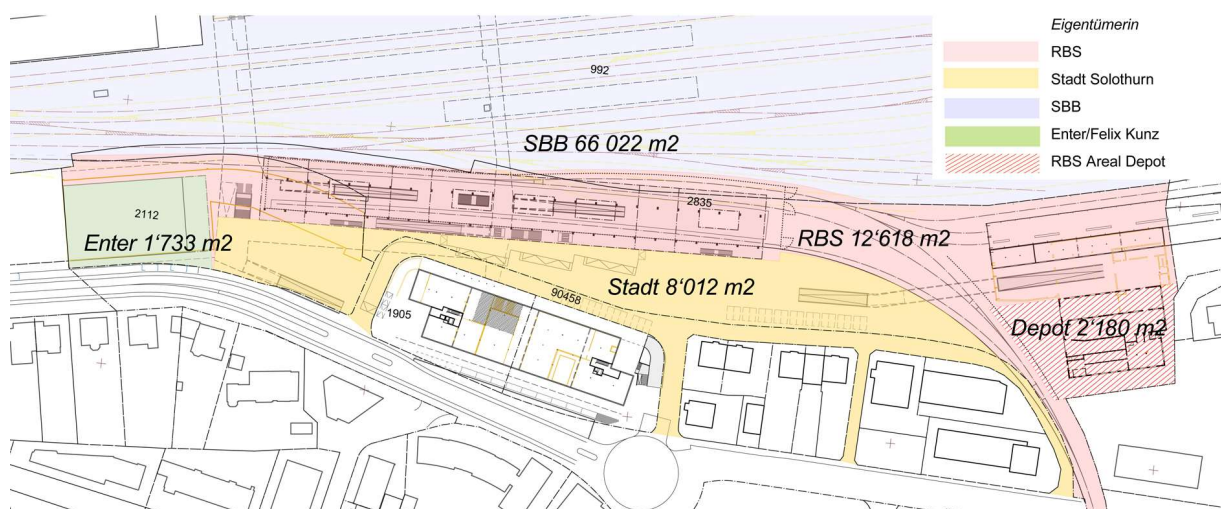 Eigentümerin
RBS
Stadt Solothurn
SBB
Enter/Felix Kunz
RBS Areal Depot
992
SBB 66 022 m2
2835
2112
Enter 1‘733 m2
RBS 12‘618 m2
Stadt 8‘012 m2
90458
1905
Depot 2‘180 m2